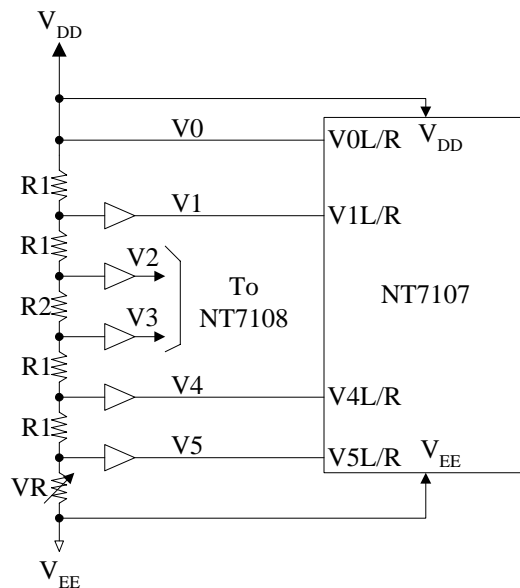 VDD
V0
V0L/R
VDD
R1
V1
V1L/R
R1
V2
To
NT7108
NT7107
R2
V3
R1
V4
V4L/R
R1
V5
V5L/R
VEE
VR
VEE